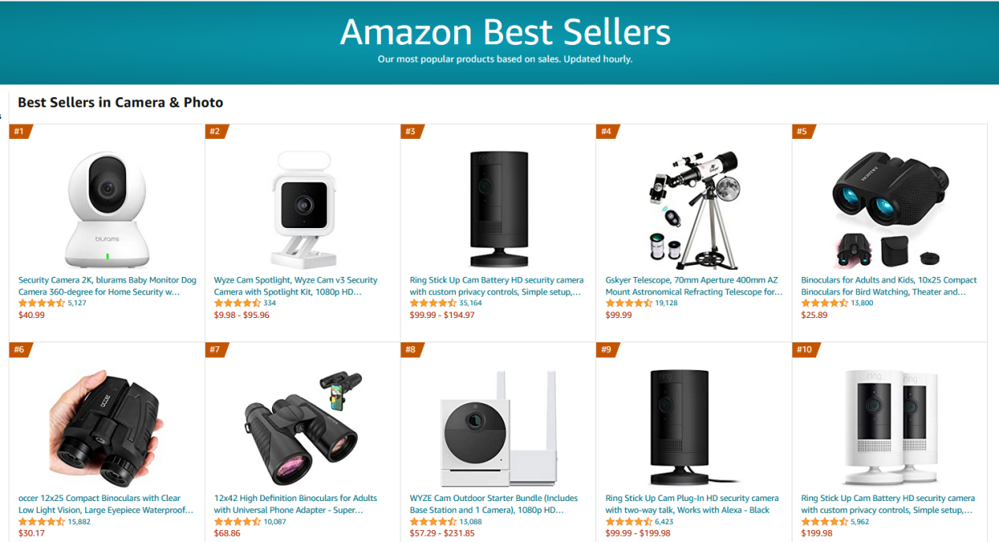 Amazon Best Sellers
Our most popular products based on sales. Updated hourly.
Best Sellers in Camera & Photo
#1
blurams
Security Camera 2K, blurams Baby Monitor Dog
Camera 360-degree for Home Security w...
5,127
$40.99
#2
Wyze Cam Spotlight, Wyze Cam v3 Security
Camera with Spotlight Kit, 1080p HD...
334
$9.98 - $95.96
#3
ring
Ring Stick Up Cam Battery HD security camera
with custom privacy controls, Simple setup,...
35,164
$99.99 - $194.97
#4
Gskyer
Gskyer Telescope, 70mm Aperture 400mm AZ
Mount Astronomical Refracting Telescope for...
19,128
$99.99
#5
Binoculars for Adults and Kids, 10x25 Compact
Binoculars for Bird Watching, Theater and...
13,800
$25.89
#6
occer
occer 12x25 Compact Binoculars with Clear
Low Light Vision, Large Eyepiece Waterproof...
15,882
$30.17
#7
12x42 High Definition Binoculars for Adults
with Universal Phone Adapter - Super...
10,087
$68.86
#8
WYZE Cam Outdoor Starter Bundle (Includes
Base Station and 1 Camera), 1080p HD...
13,088
$57.29 - $231.85
#9
ring
Ring Stick Up Cam Plug-In HD security camera
with two-way talk, Works with Alexa - Black
6,423
$99.99 - $199.98
#10
ring
ring
Ring Stick Up Cam Battery HD security camera
with custom privacy controls, Simple setup,...
5,962
$199.98